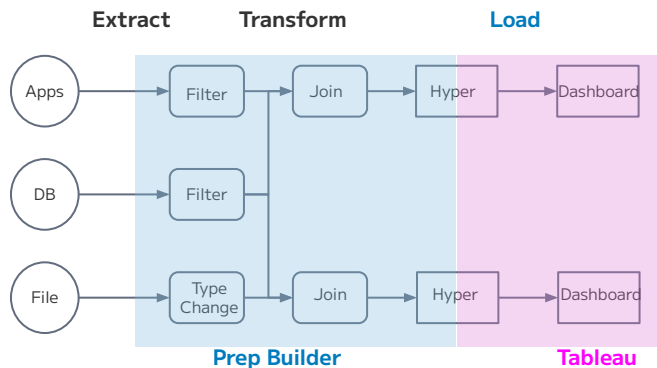 Extract Transform Load
Apps Filter Join Hyper Dashboard
DB Filter
File Type Change Join Hyper Dashboard
Prep Builder Tableau